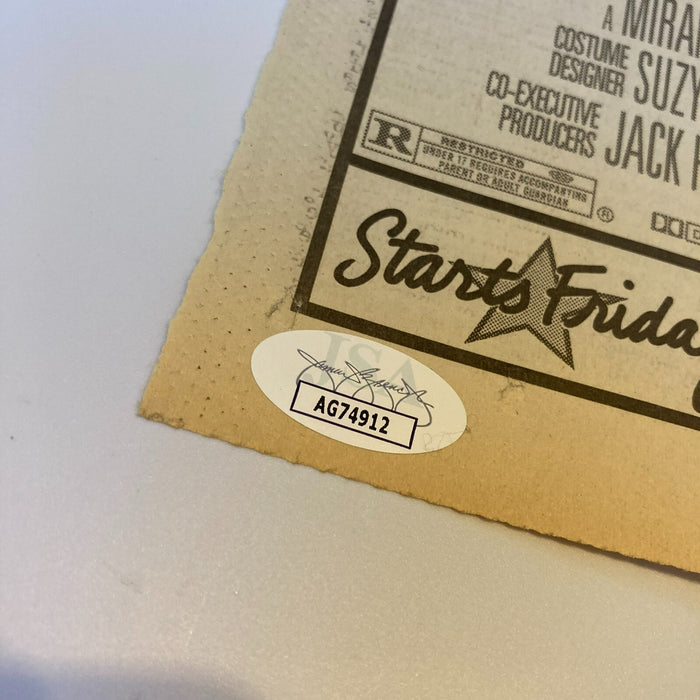 A MIRA
COSTUME
DESIGNER SUZY
CO-EXECUTIVE
PRODUCERS JACK
R RESTRICTED
UNDER 17 REQUIRES ACCOMPANYING
PARENT OR ADULT GUARDIAN
®
Starts Frida
JSA
AG74912